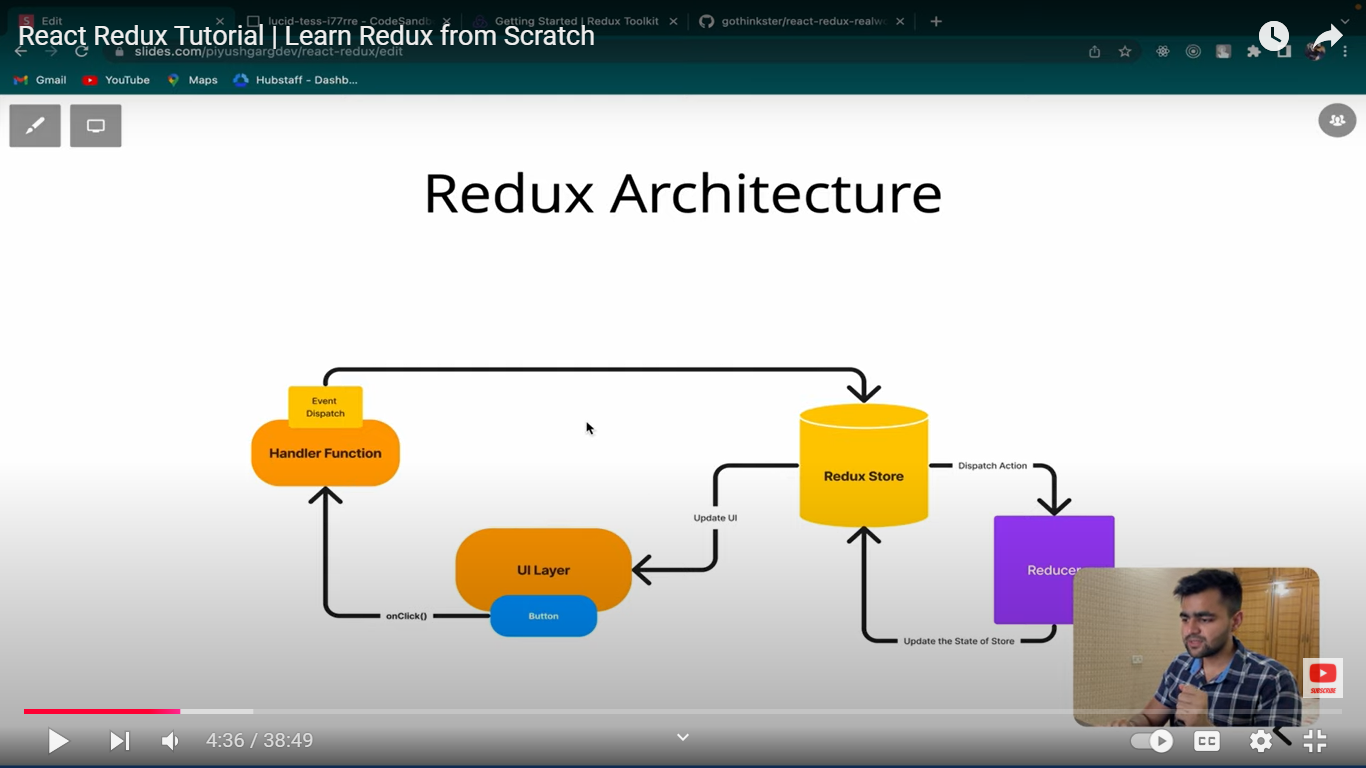 Edit
lucid-tess-i77rre - CodeSandb
Getting Started | Redux Toolkit
gothinkster/react-redux-realw
React Redux Tutorial | Learn Redux from Scratch
slides.com/piyushgargdev/react-redux/edit
Gmail
YouTube
Maps
Hubstaff - Dashb...
Redux Architecture
Event
Dispatch
Handler Function
Redux Store
Dispatch Action
Update UI
UI Layer
Reducer
onClick()
Button
Update the State of Store
SUBSCRIBE
4:36 / 38:49
CC